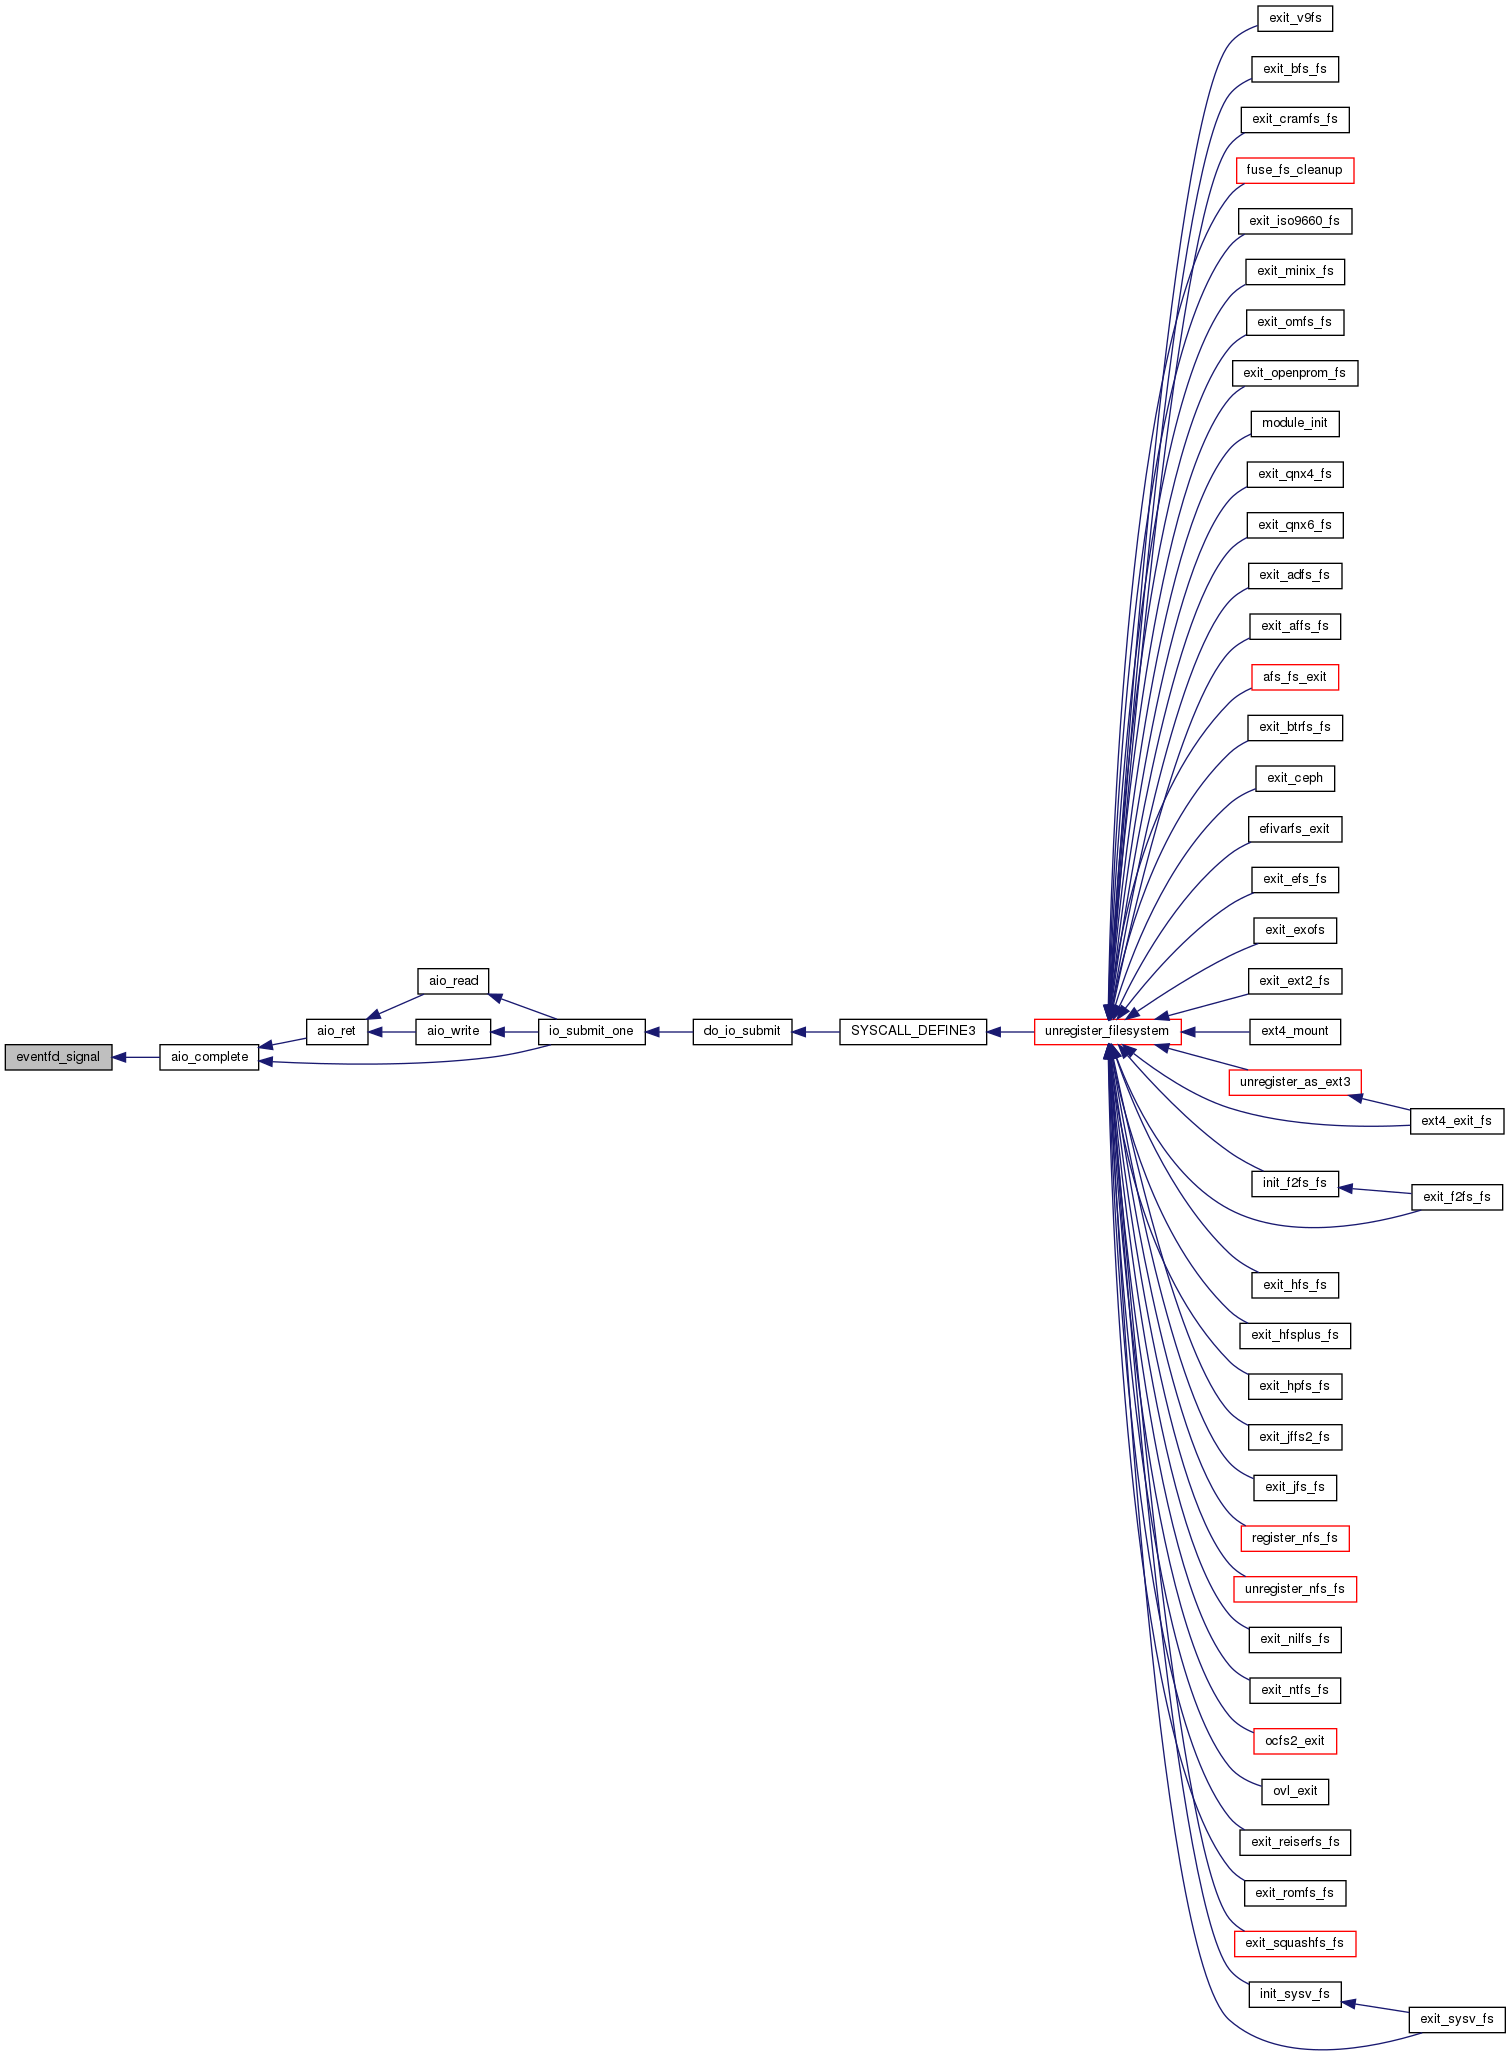 exit_v9fs
exit_bfs_fs
exit_cramfs_fs
fuse_fs_cleanup
exit_iso9660_fs
exit_minix_fs
exit_omfs_fs
exit_openprom_fs
module_init
exit_qnx4_fs
exit_qnx6_fs
exit_adfs_fs
exit_affs_fs
afs_fs_exit
exit_btrfs_fs
exit_ceph
efivarfs_exit
exit_efs_fs
exit_exofs
aio_read
exit_ext2_fs
aio_ret
aio_write
io_submit_one
do_io_submit
SYSCALL_DEFINE3
unregister_filesystem
ext4_mount
eventfd_signal
aio_complete
unregister_as_ext3
ext4_exit_fs
init_f2fs_fs
exit_f2fs_fs
exit_hfs_fs
exit_hfsplus_fs
exit_hpfs_fs
exit_jffs2_fs
exit_jfs_fs
register_nfs_fs
unregister_nfs_fs
exit_nilfs_fs
exit_ntfs_fs
ocfs2_exit
ovl_exit
exit_reiserfs_fs
exit_romfs_fs
exit_squashfs_fs
init_sysv_fs
exit_sysv_fs